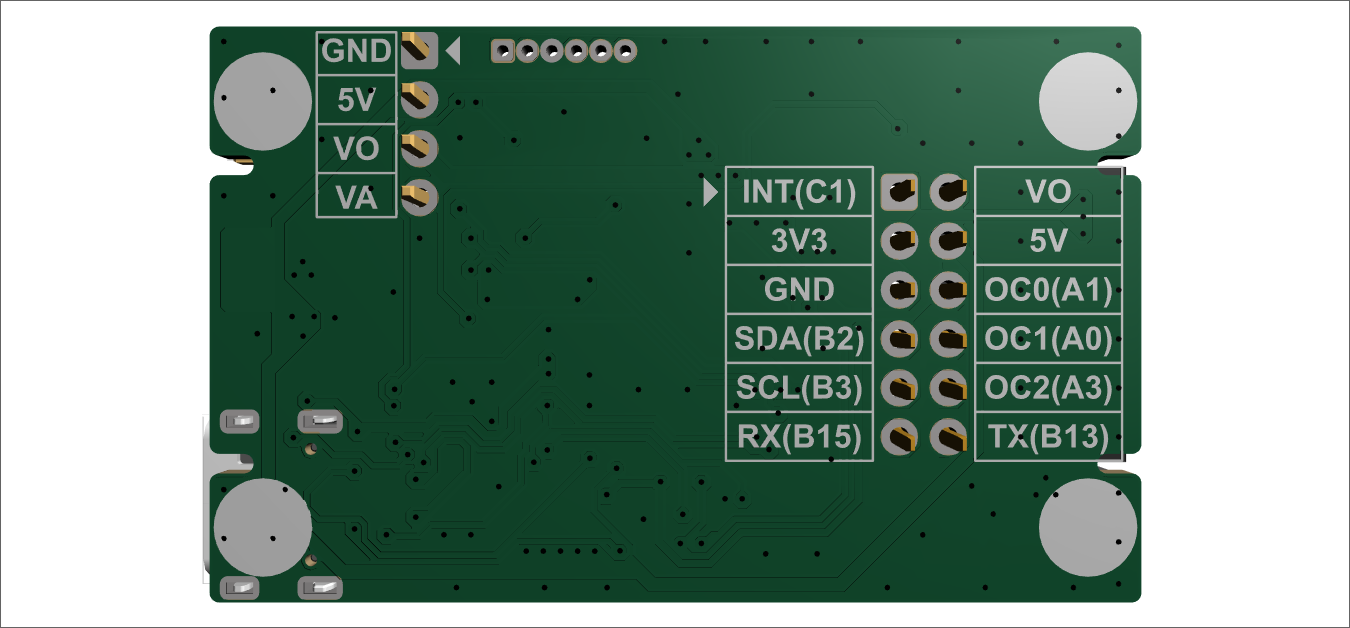 GND
5V
VO
VA
INT(C1) VO
3V3 5V
GND OC0(A1)
SDA(B2) OC1(A0)
SCL(B3) OC2(A3)
RX(B15) TX(B13)